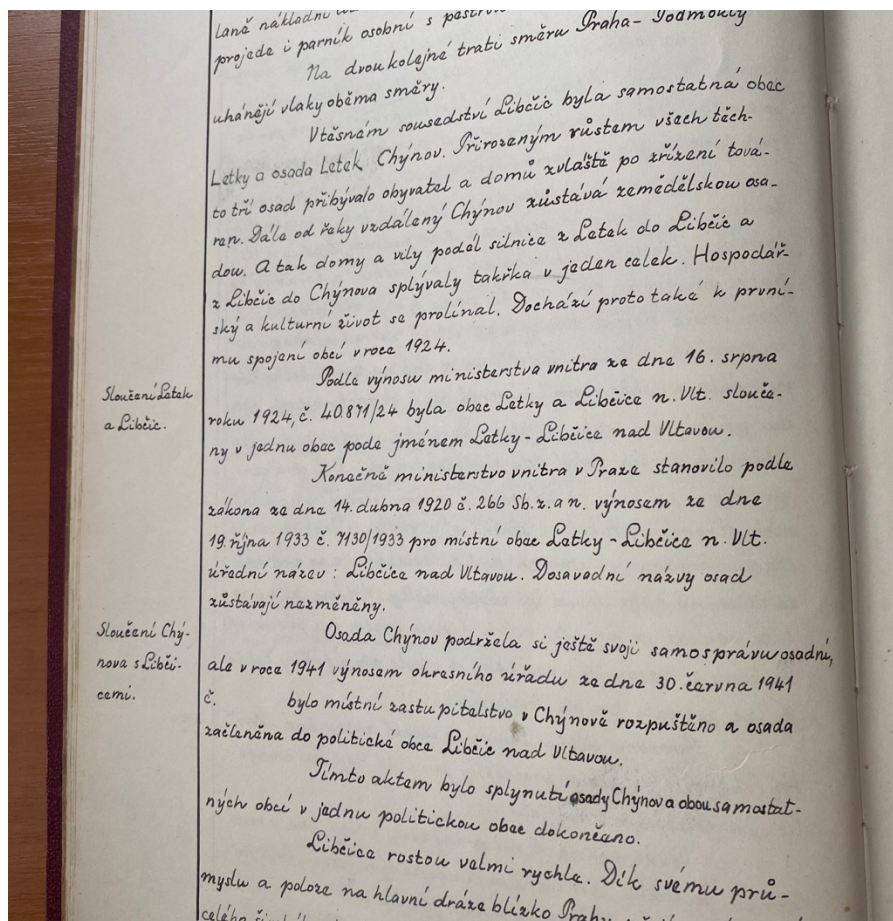 laně nákladní
projede i parník osobní s pestrou
Na dvoukolejné trati směru Praha - Podmokly
uhánějí vlaky oběma směry.
V těsném sousedství Libčic byla samostatná obec
Letky a osada Letek Chýnov. Přirozeným růstem všech těch-
to tří osad přibývalo obyvatel a domů zvláště po zřízení tová-
ren. Dále od řeky vzdálený Chýnov zůstává zemědělskou osa-
dou. A tak domy a vily podél silnice z Letek do Libčic a
z Libčic do Chýnova splývaly takřka v jeden celek. Hospodář-
ský a kulturní život se prolínal. Dochází proto také k první-
mu spojení obcí v roce 1924.
Sloučení Letek
a Libčic.
Podle výnosu ministerstva vnitra ze dne 16. srpna
roku 1924, č. 40.871/24 byla obec Letky a Libčice n. Vlt. slouče-
ny v jednu obec pode jménem Letky - Libčice nad Vltavou.
Konečně ministerstvo vnitra v Praze stanovilo podle
zákona ze dne 14. dubna 1920 č. 266 Sb. z. a n. výnosem ze dne
19. října 1933 č. 7130/1933 pro místní obec Letky - Libčice n. Vlt.
úřední název : Libčice nad Vltavou. Dosavadní názvy osad
zůstávají nezměněny.
Sloučení Chý-
nova s Libči-
cemi.
Osada Chýnov podržela si ještě svoji samosprávu osadní,
ale v roce 1941 výnosem okresního úřadu ze dne 30. června 1941
č. bylo místní zastupitelstvo v Chýnově rozpuštěno a osada
začleněna do politické obce Libčic nad Vltavou.
Tímto aktem bylo splynutí osady Chýnov a obou samostat-
ných obcí v jednu politickou obec dokončeno.
Libčice rostou velmi rychle. Dík svému prů-
myslu a poloze na hlavní dráze blízko Prahy
celého